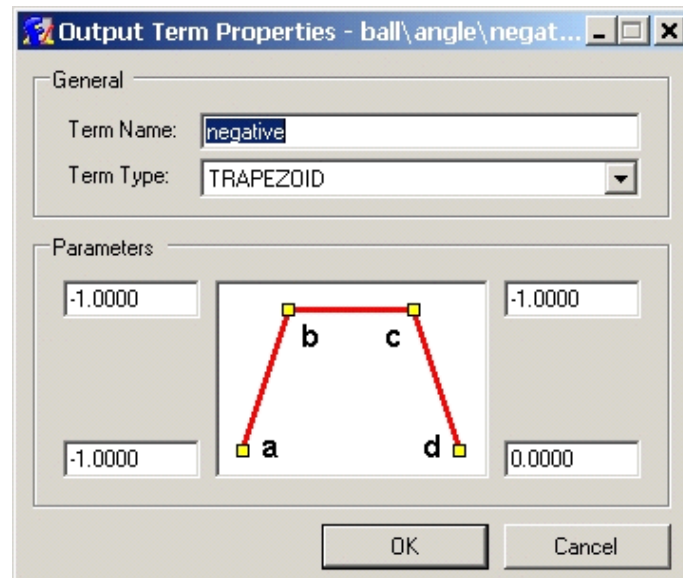 Output Term Properties - ball\angle\negat...
General
Term Name: negative
Term Type: TRAPEZOID
Parameters
-1.0000 -1.0000
b c
a d
-1.0000 0.0000
OK Cancel